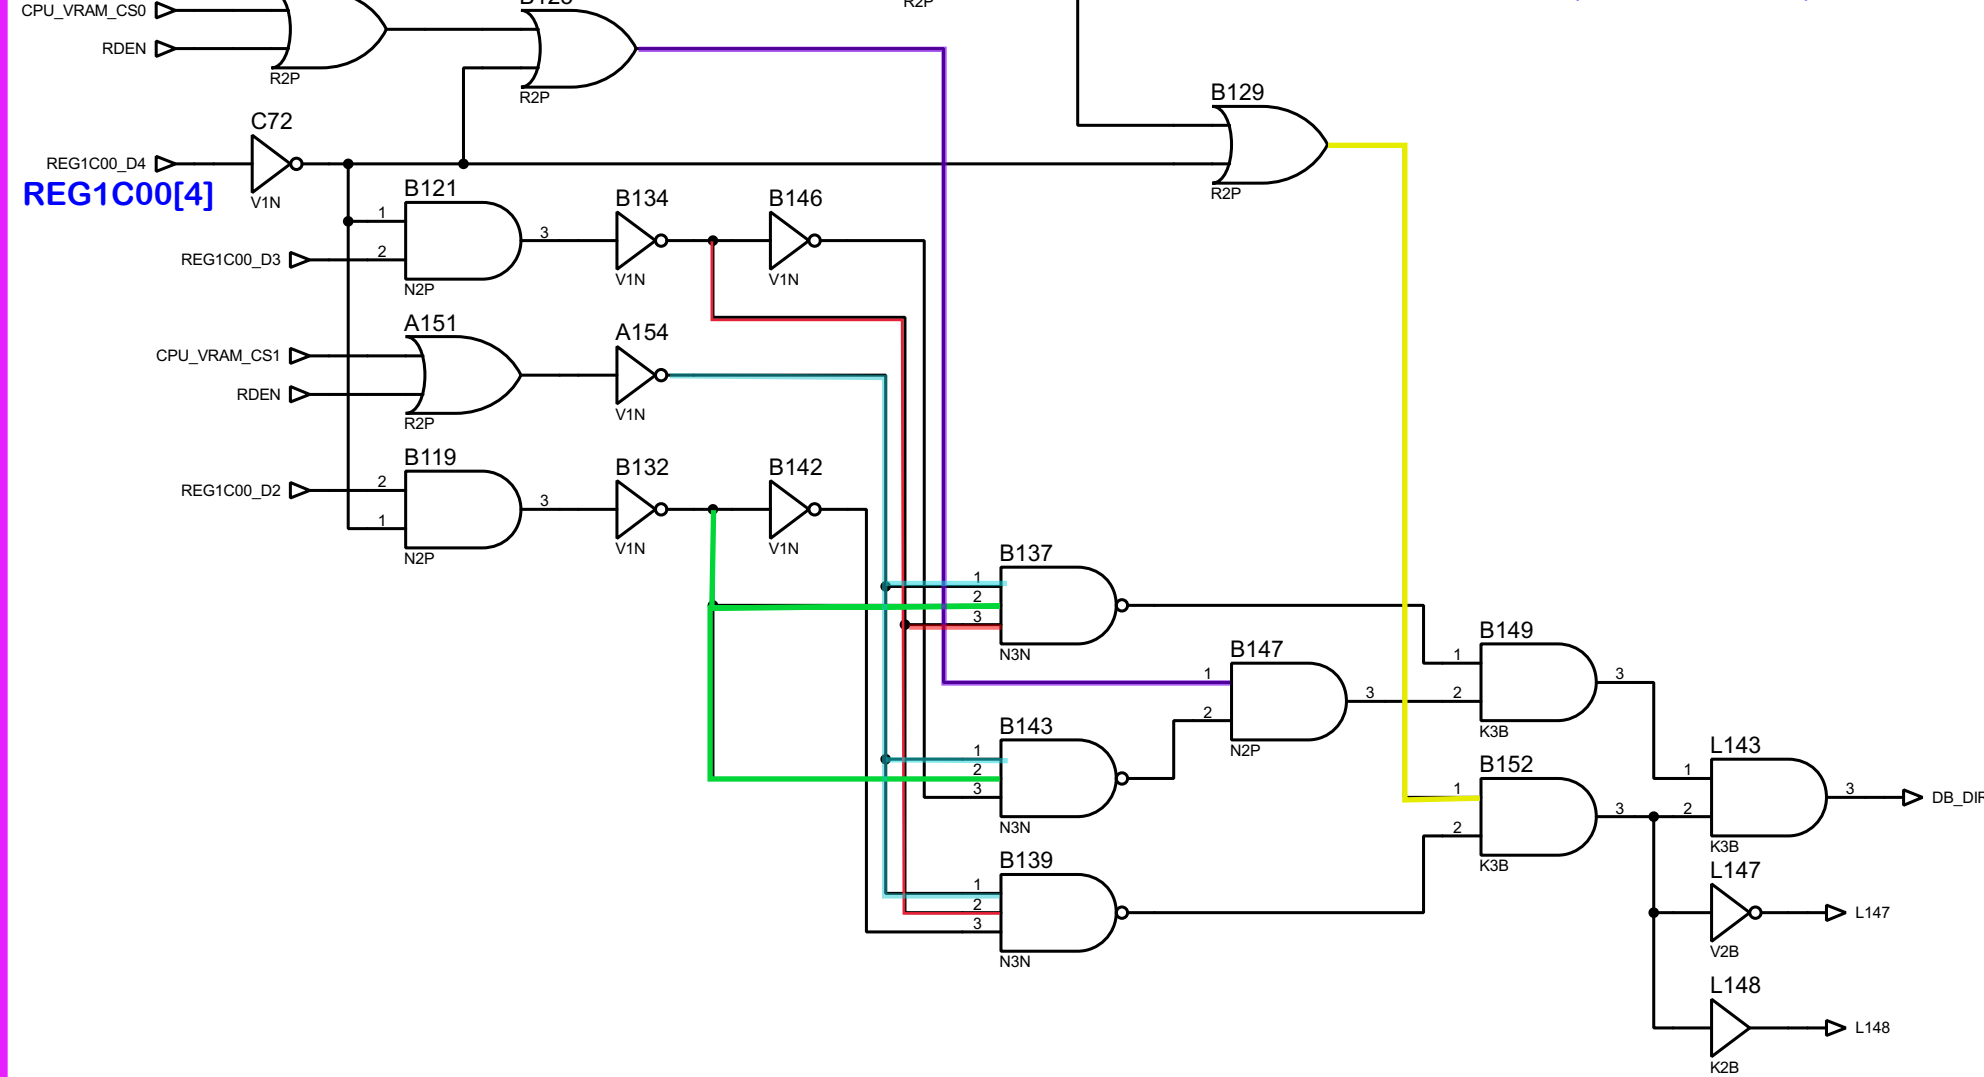 CPU_VRAM_CS0
RDEN
R2P
R2P
R2P
B129
R2P
C72
REG1C00_D4
V1N
REG1C00[4]
B121
1
2
3
REG1C00_D3
N2P
B134
V1N
B146
V1N
A151
CPU_VRAM_CS1
RDEN
R2P
A154
V1N
B119
REG1C00_D2
2
1
3
N2P
B132
V1N
B142
V1N
B137
1
2
3
N3N
B147
1
2
3
N2P
B149
1
2
3
K3B
B143
1
2
3
N3N
B152
1
2
3
K3B
L143
1
2
3
K3B
DB_DIR
B139
1
2
3
N3N
L147
V2B
L147
L148
K2B
L148